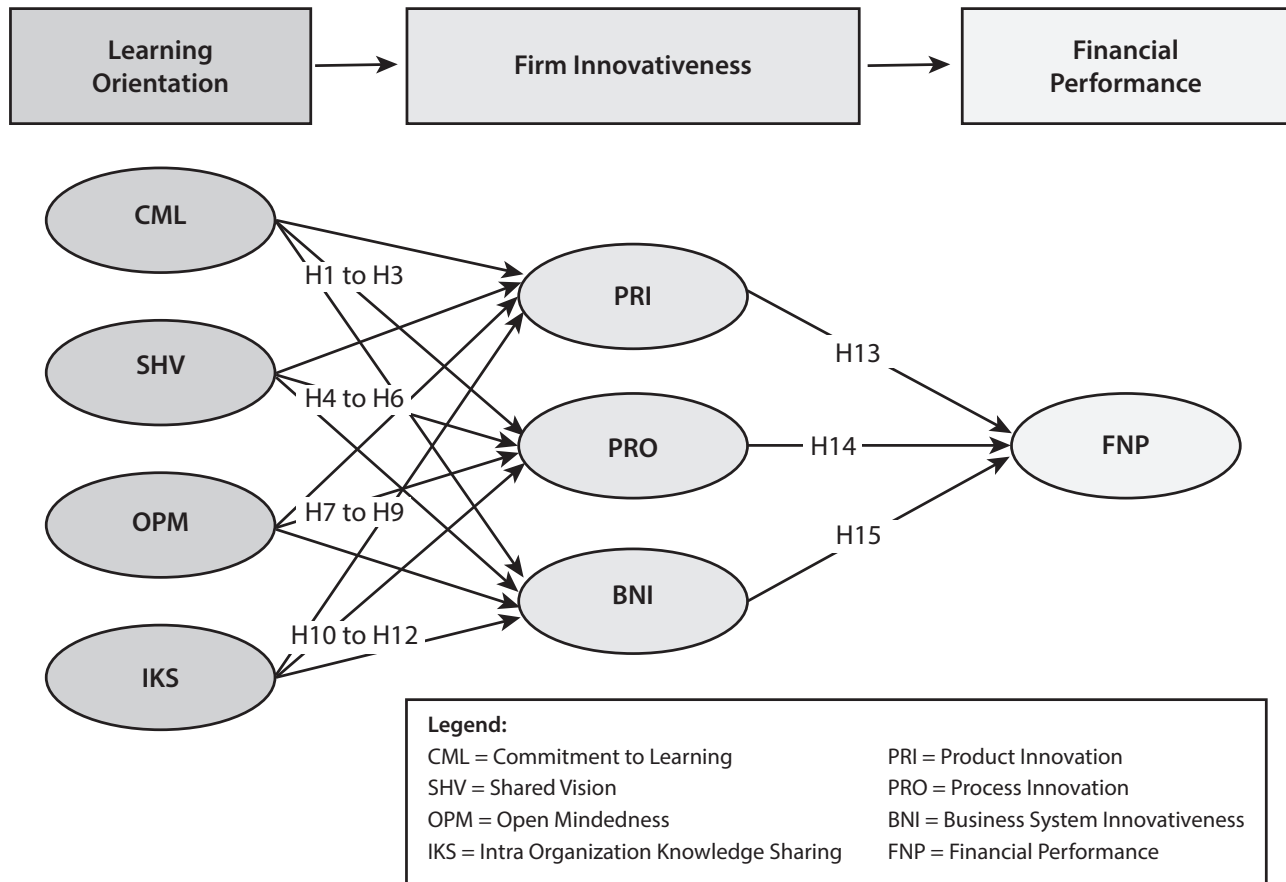 Learning
Orientation
Firm Innovativeness
Financial
Performance
CML
H1 to H3
PRI
SHV
H4 to H6
H13
PRO
H14
FNP
OPM
H7 to H9
H15
BNI
H10 to H12
IKS
Legend:
CML = Commitment to Learning
SHV = Shared Vision
OPM = Open Mindedness
IKS = Intra Organization Knowledge Sharing
PRI = Product Innovation
PRO = Process Innovation
BNI = Business System Innovativeness
FNP = Financial Performance